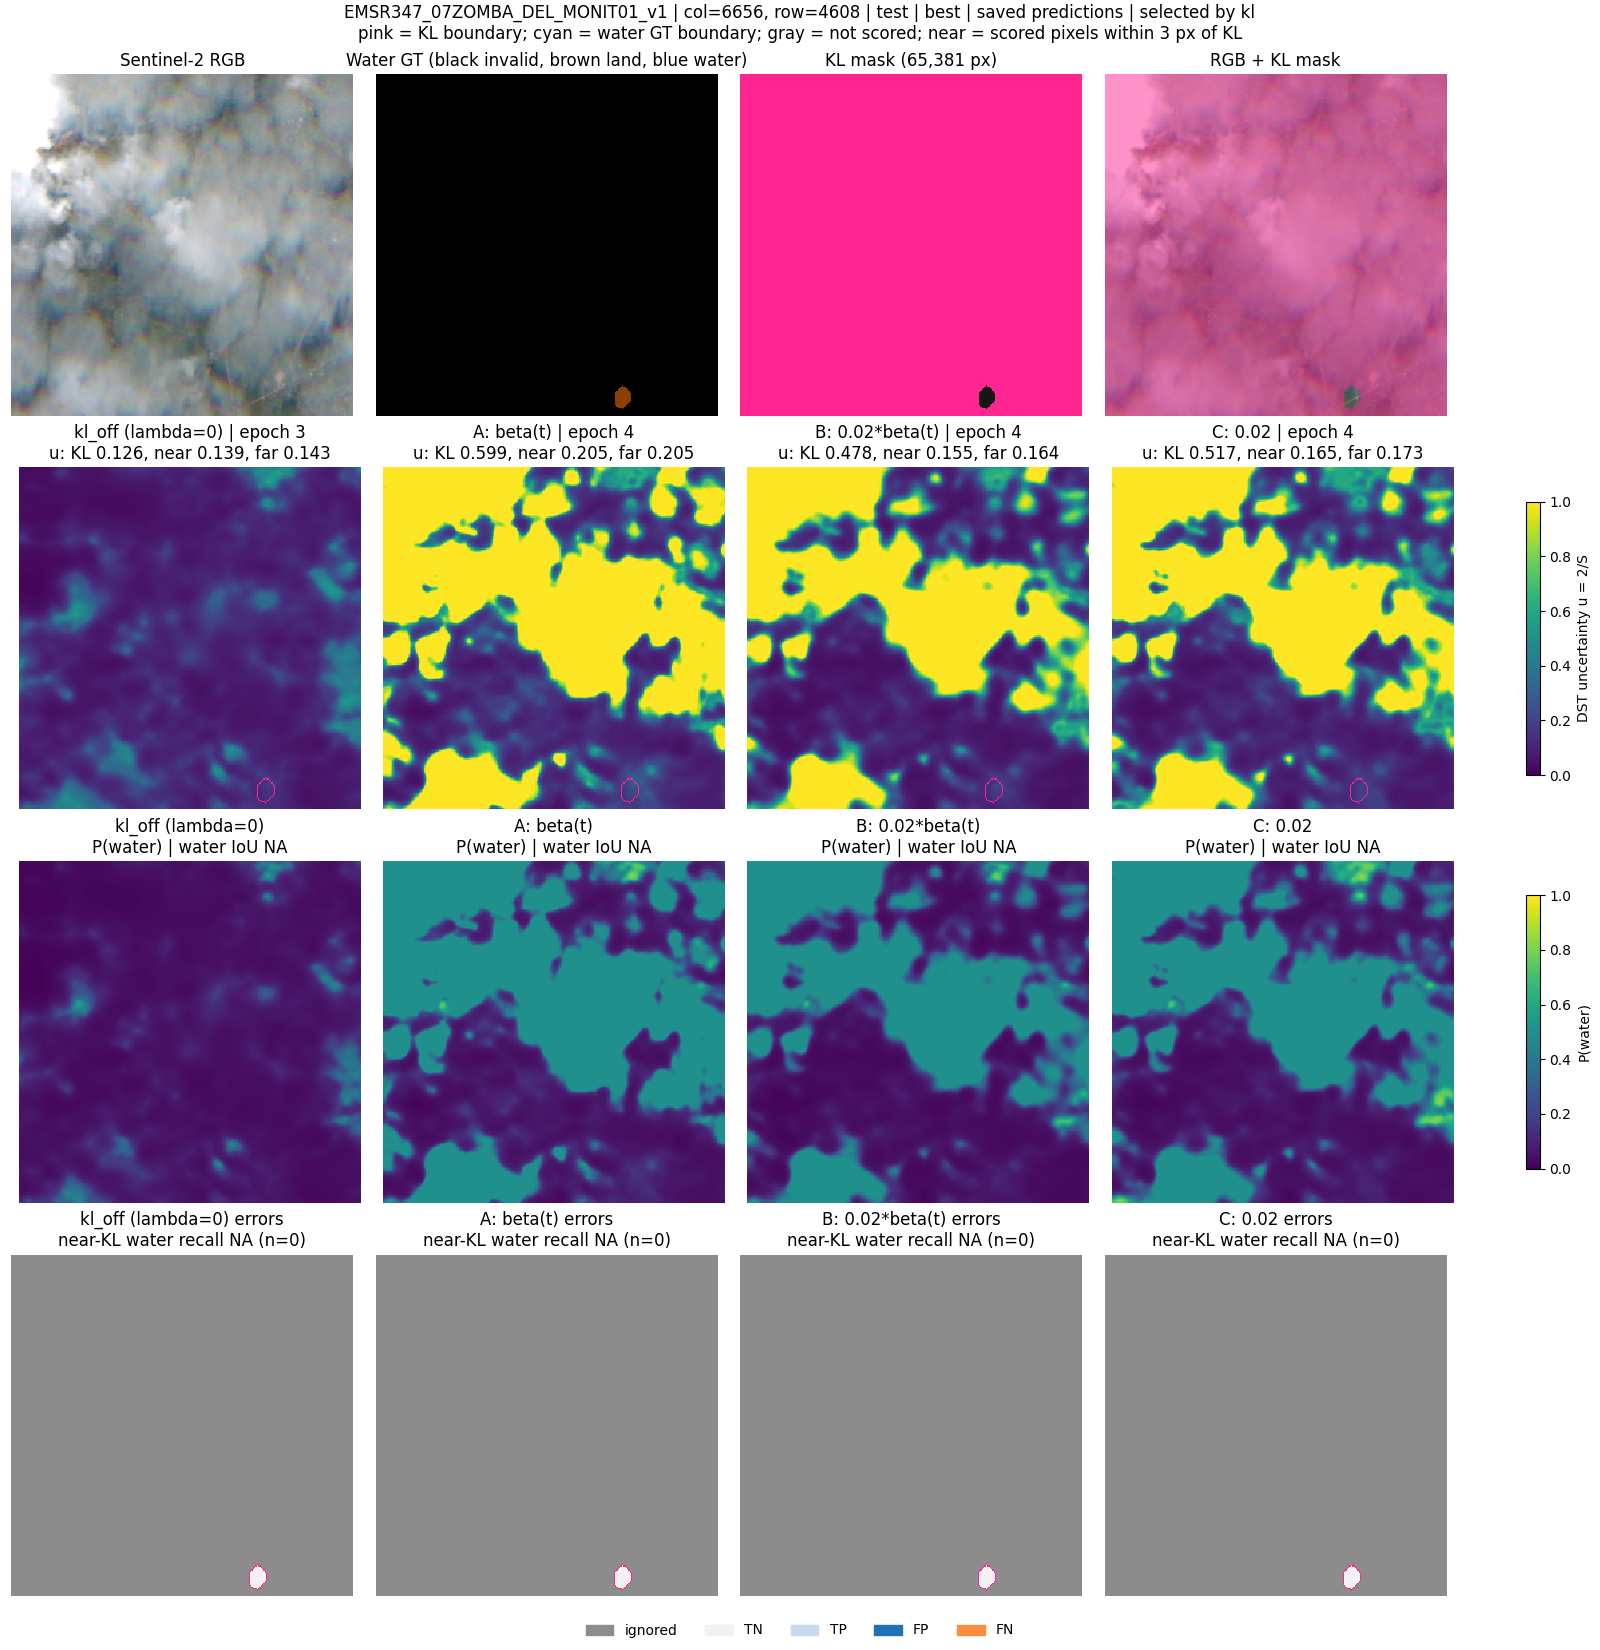 EMSR347_07ZOMBA_DEL_MONIT01_v1 | col=6656, row=4608 | test | best | saved predictions | selected by kl
pink = KL boundary; cyan = water GT boundary; gray = not scored; near = scored pixels within 3 px of KL
Sentinel-2 RGB
Water GT (black invalid, brown land, blue water)
KL mask (65,381 px)
RGB + KL mask
kl_off (lambda=0) | epoch 3
u: KL 0.126, near 0.139, far 0.143
A: beta(t) | epoch 4
u: KL 0.599, near 0.205, far 0.205
B: 0.02*beta(t) | epoch 4
u: KL 0.478, near 0.155, far 0.164
C: 0.02 | epoch 4
u: KL 0.517, near 0.165, far 0.173
1.0
0.8
0.6
0.4
0.2
0.0
DST uncertainty u = 2/S
kl_off (lambda=0)
P(water) | water IoU NA
A: beta(t)
P(water) | water IoU NA
B: 0.02*beta(t)
P(water) | water IoU NA
C: 0.02
P(water) | water IoU NA
1.0
0.8
0.6
0.4
0.2
0.0
P(water)
kl_off (lambda=0) errors
near-KL water recall NA (n=0)
A: beta(t) errors
near-KL water recall NA (n=0)
B: 0.02*beta(t) errors
near-KL water recall NA (n=0)
C: 0.02 errors
near-KL water recall NA (n=0)
ignored
TN
TP
FP
FN